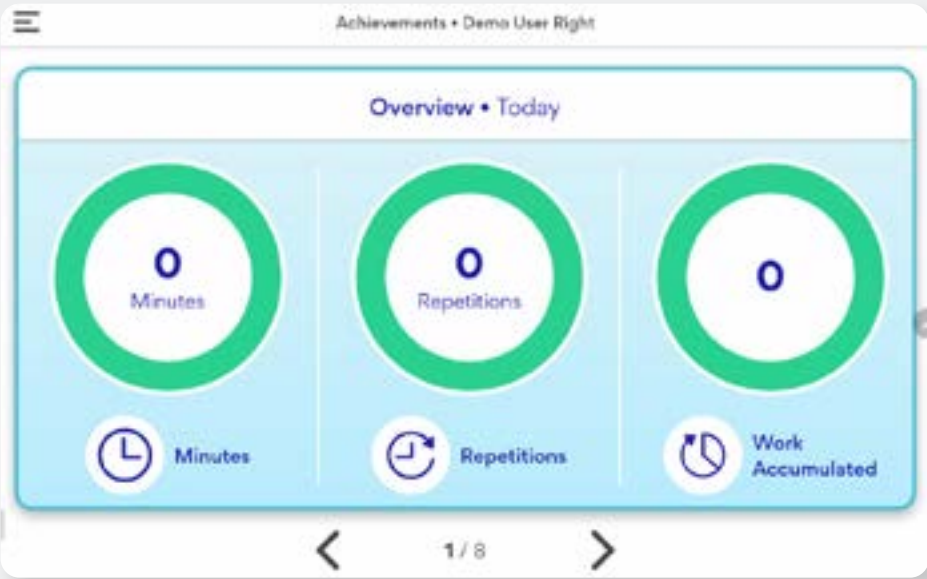 Achievements • Demo User Right
Overview • Today
0
Minutes
0
Repetitions
0
Minutes
Repetitions
Work
Accumulated
1 / 8